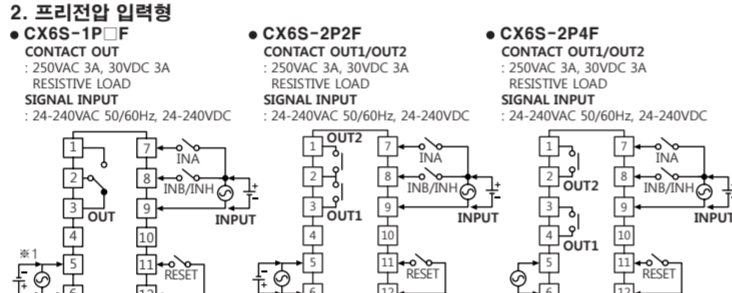 2. 프리전압 입력형
● CX6S-1P□F
CONTACT OUT
: 250VAC 3A, 30VDC 3A
RESISTIVE LOAD
SIGNAL INPUT
: 24-240VAC 50/60Hz, 24-240VDC
1
2
3
4
5
6
7
8
9
10
11
12
OUT
INA
INB/INH
INPUT
RESET
※1
+
-
● CX6S-2P2F
CONTACT OUT1/OUT2
: 250VAC 3A, 30VDC 3A
RESISTIVE LOAD
SIGNAL INPUT
: 24-240VAC 50/60Hz, 24-240VDC
1
2
3
4
5
6
7
8
9
10
11
12
OUT2
OUT1
INA
INB/INH
INPUT
RESET
+
-
● CX6S-2P4F
CONTACT OUT1/OUT2
: 250VAC 3A, 30VDC 3A
RESISTIVE LOAD
SIGNAL INPUT
: 24-240VAC 50/60Hz, 24-240VDC
1
2
3
4
5
6
7
8
9
10
11
12
OUT2
OUT1
INA
INB/INH
INPUT
RESET